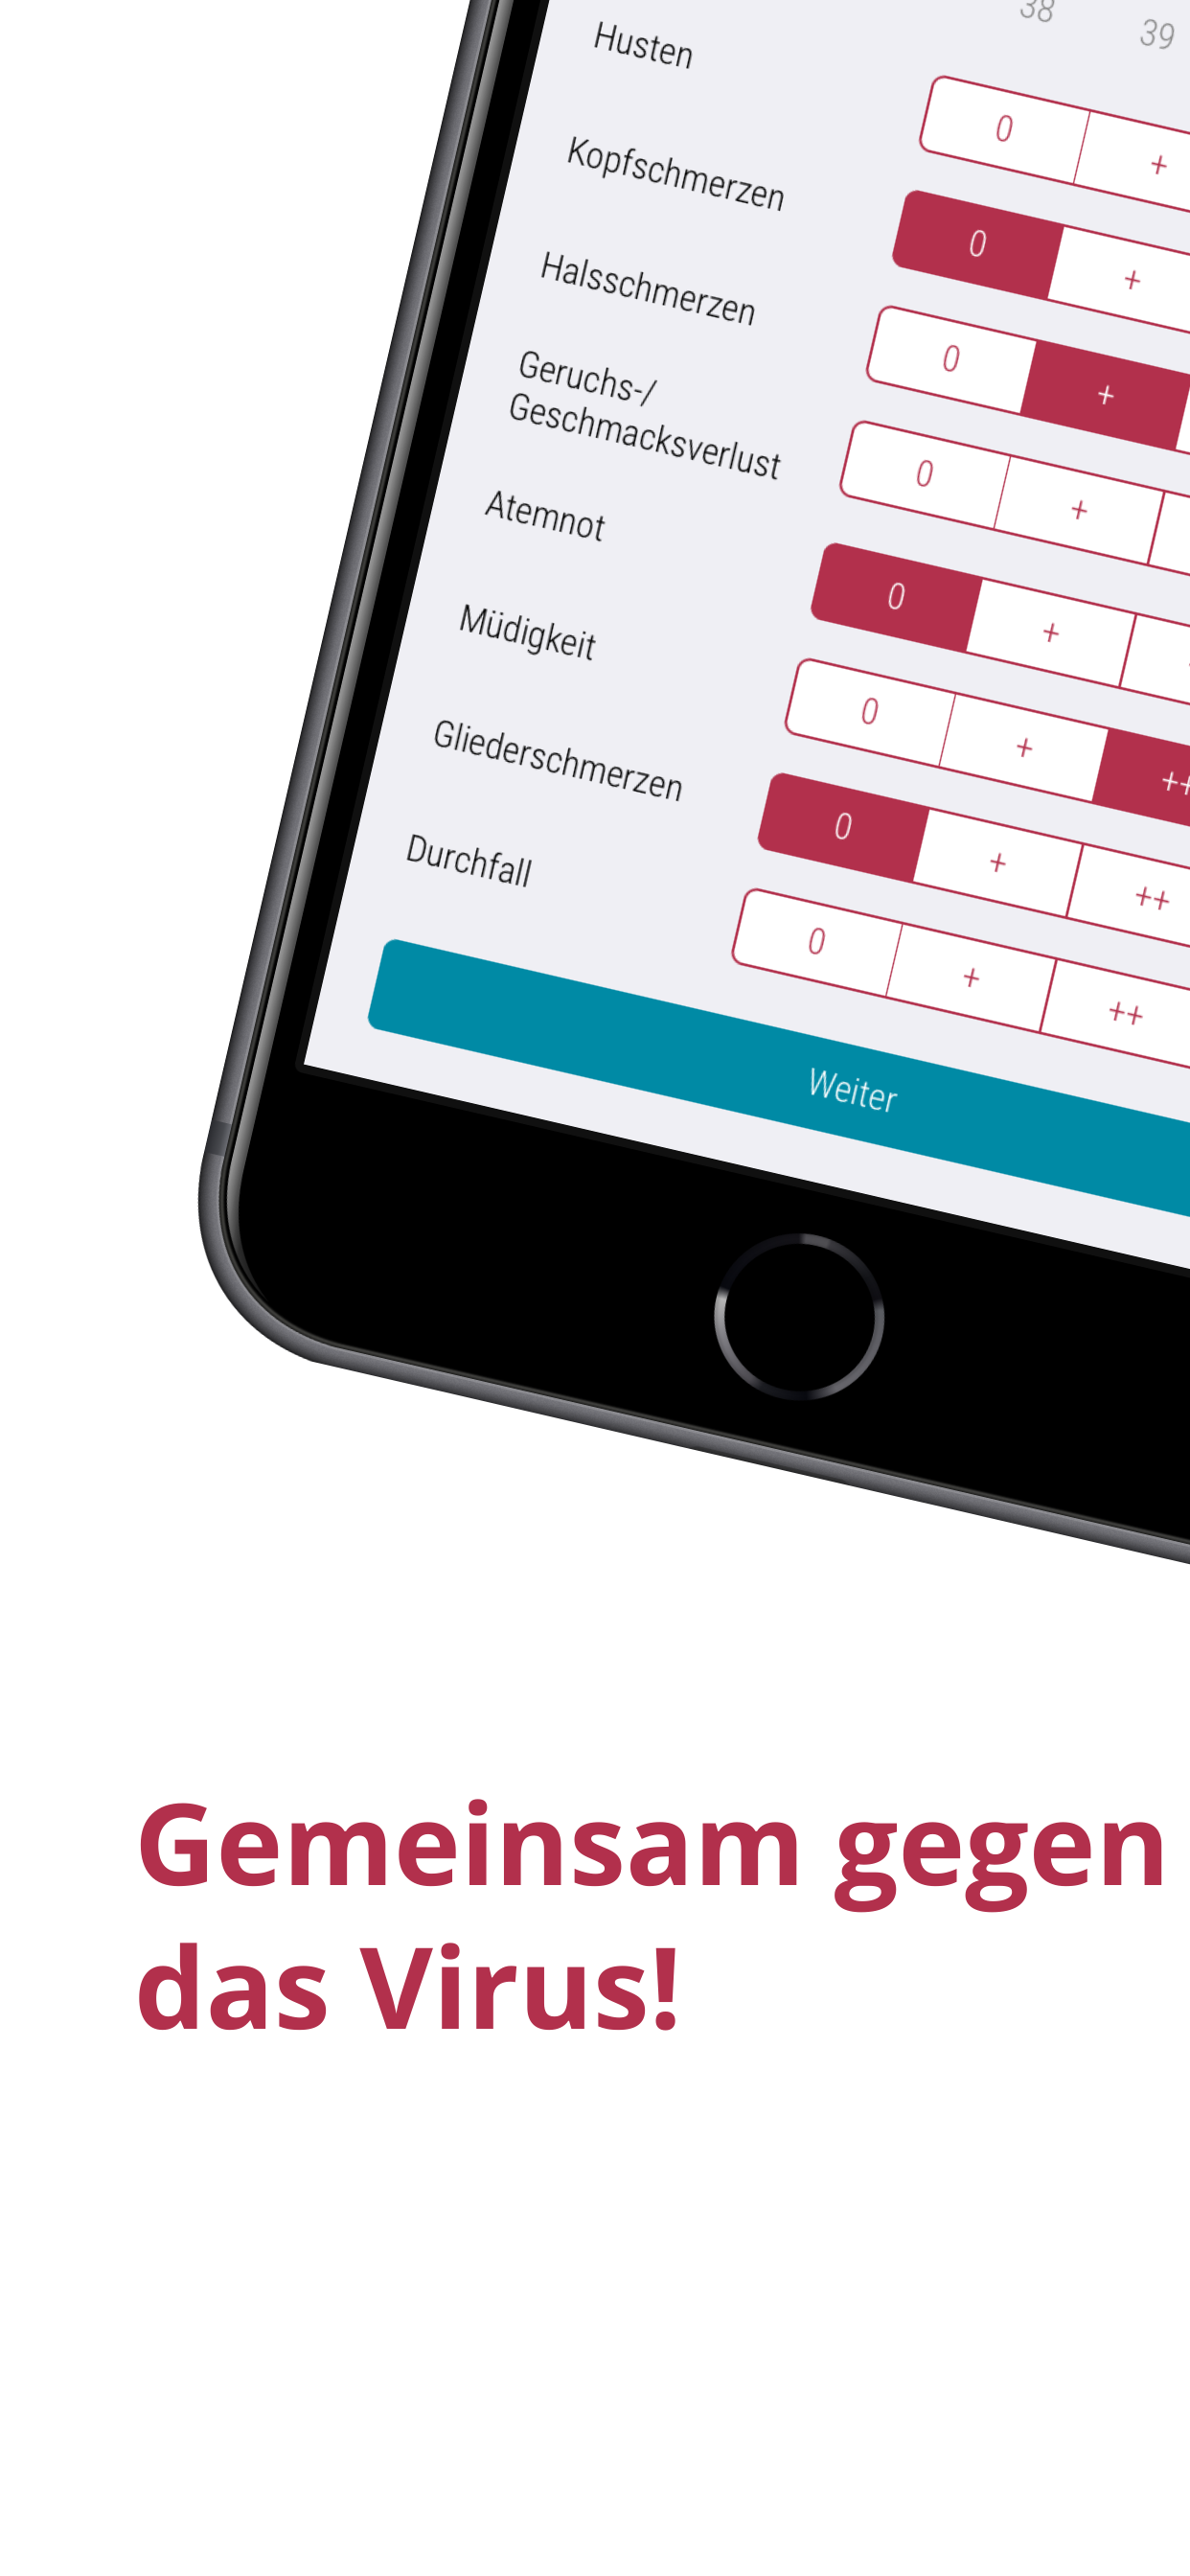 38 39
Husten 0 +
Kopfschmerzen 0 +
Halsschmerzen 0 +
Geruchs-/
Geschmacksverlust 0 +
Atemnot 0 +
Müdigkeit 0 + ++
Gliederschmerzen 0 + ++
Durchfall 0 + ++
Weiter
Gemeinsam gegen
das Virus!